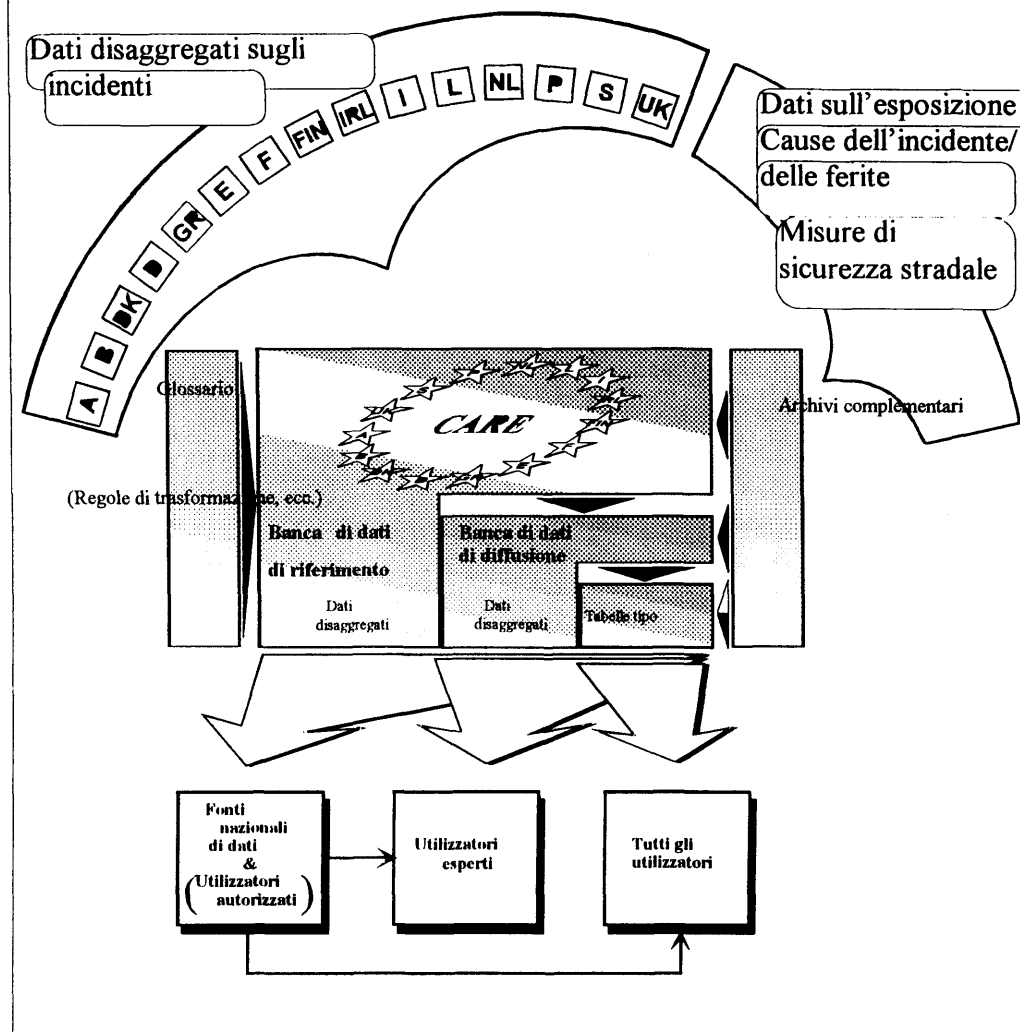 Dati disaggregati sugli
incidenti
A
B
DK
D
GR
E
F
FIN
IRL
I
L
NL
P
S
UK
Dati sull'esposizione
Cause dell'incidente/
delle ferite
Misure di
sicurezza stradale
Glossario
(Regole di trasformazione, ecc.)
CARE
Archivi complementari
Banca di dati
di riferimento
Dati
disaggregati
Banca di dati
di diffusione
Dati
disaggregati
Tabelle tipo
Fonti
nazionali
di dati
&
(Utilizzatori
autorizzati)
Utilizzatori
esperti
Tutti gli
utilizzatori